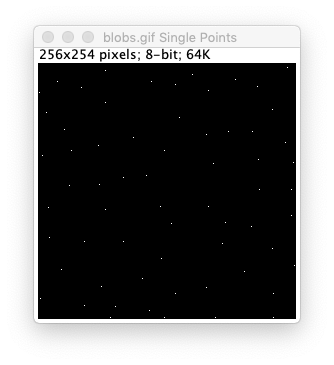 blobs.gif Single Points
256x254 pixels; 8-bit; 64K